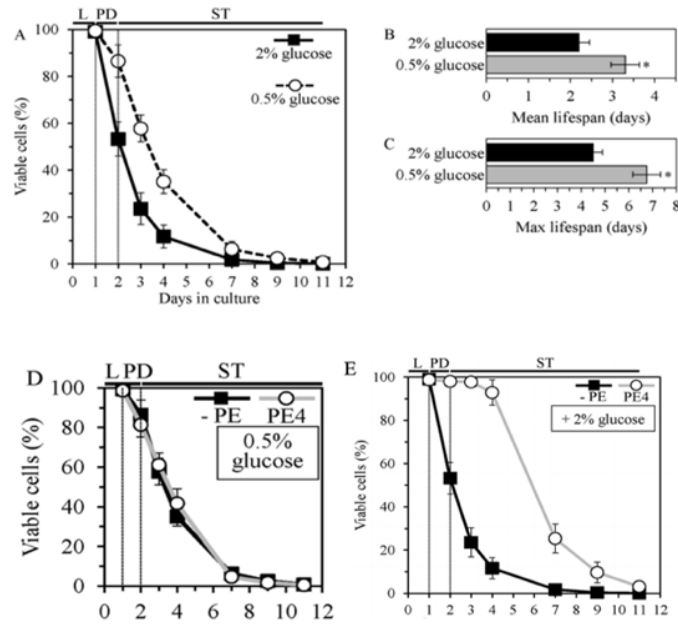 A
L PD ST
2% glucose
0.5% glucose
Viable cells (%)
100
80
60
40
20
0
0 1 2 3 4 5 6 7 8 9 10 11 12
Days in culture
B
2% glucose
0.5% glucose
*
0 1 2 3 4
Mean lifespan (days)
C
2% glucose
0.5% glucose
*
0 1 2 3 4 5 6 7 8
Max lifespan (days)
D
L PD ST
- PE PE4
0.5%
glucose
Viable cells (%)
100
80
60
40
20
0
0 2 4 6 8 10 12
E
L PD ST
- PE PE4
+ 2% glucose
Viable cells (%)
100
80
60
40
20
0
0 1 2 3 4 5 6 7 8 9 10 11 12